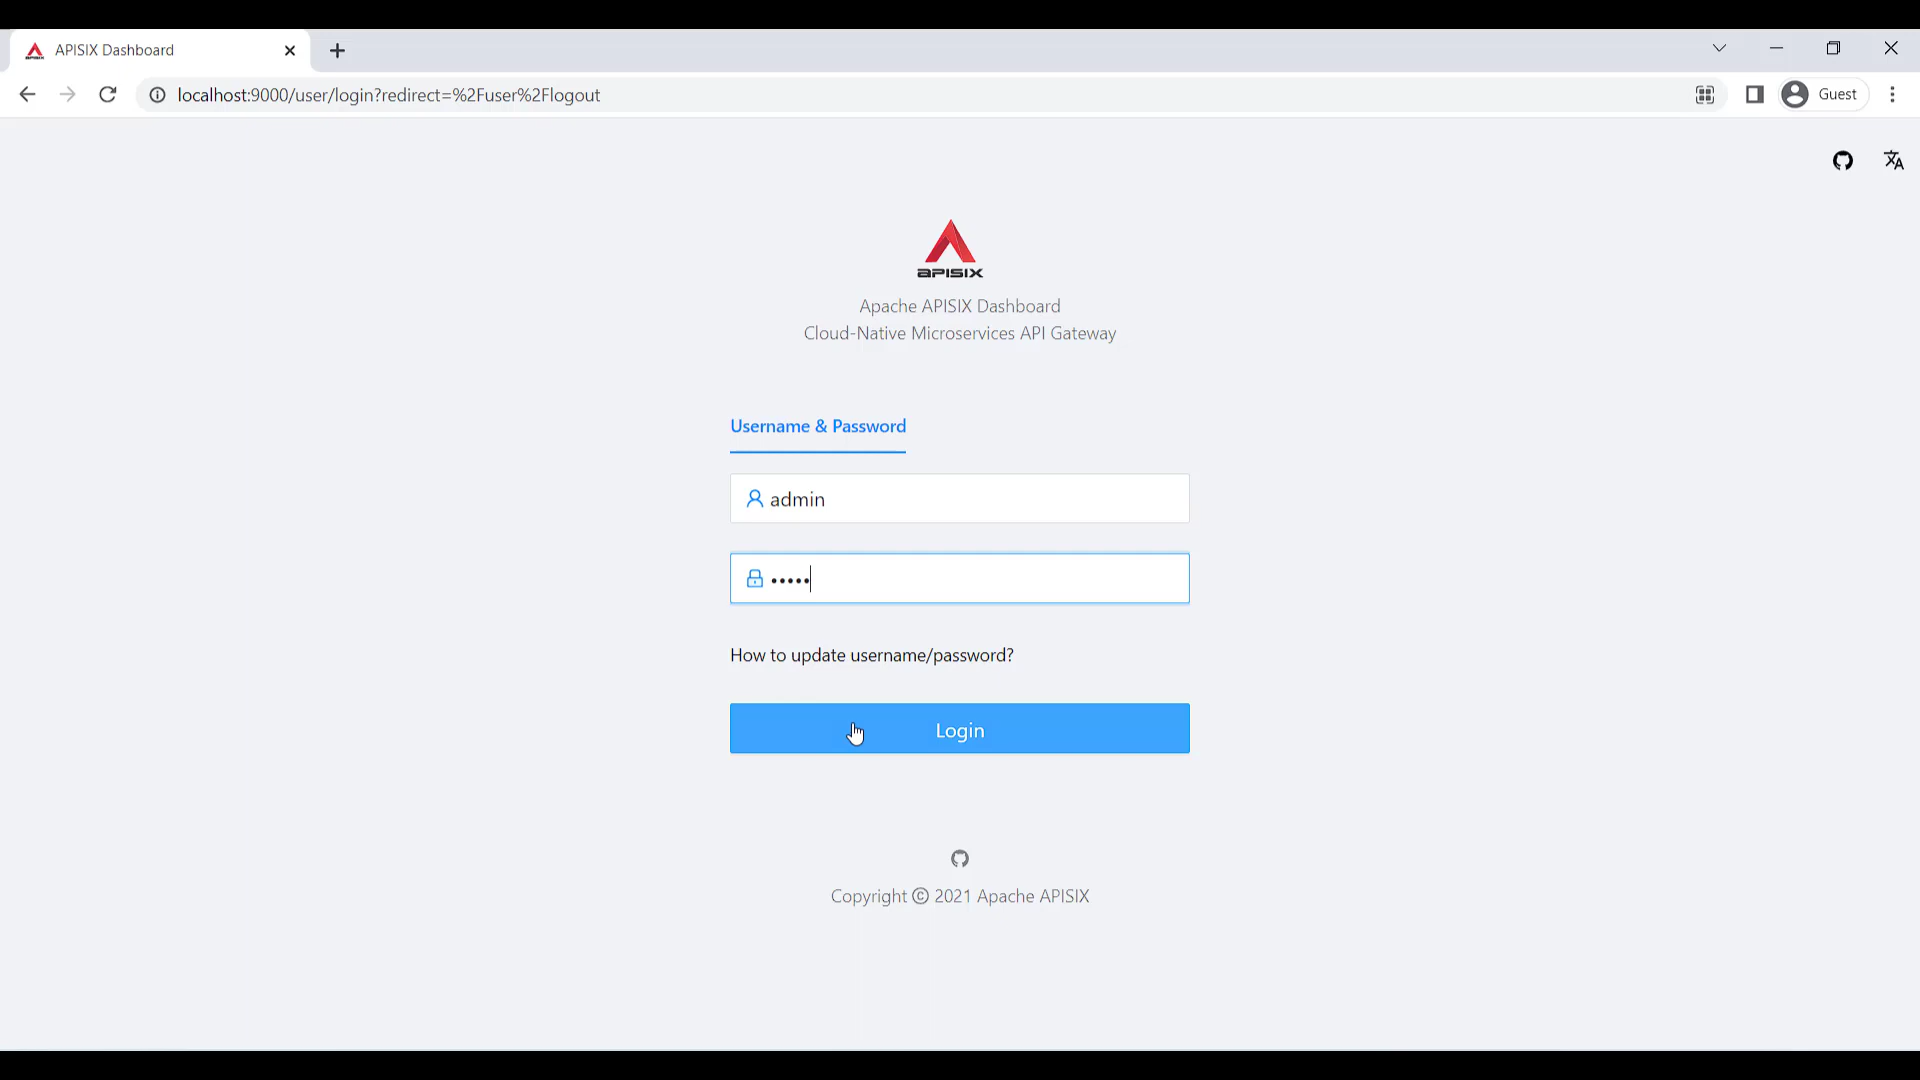 APISIX Dashboard
localhost:9000/user/login?redirect=%2Fuser%2Flogout
Guest
APISIX
Apache APISIX Dashboard
Cloud-Native Microservices API Gateway
Username & Password
admin
•••••
How to update username/password?
Login
Copyright © 2021 Apache APISIX